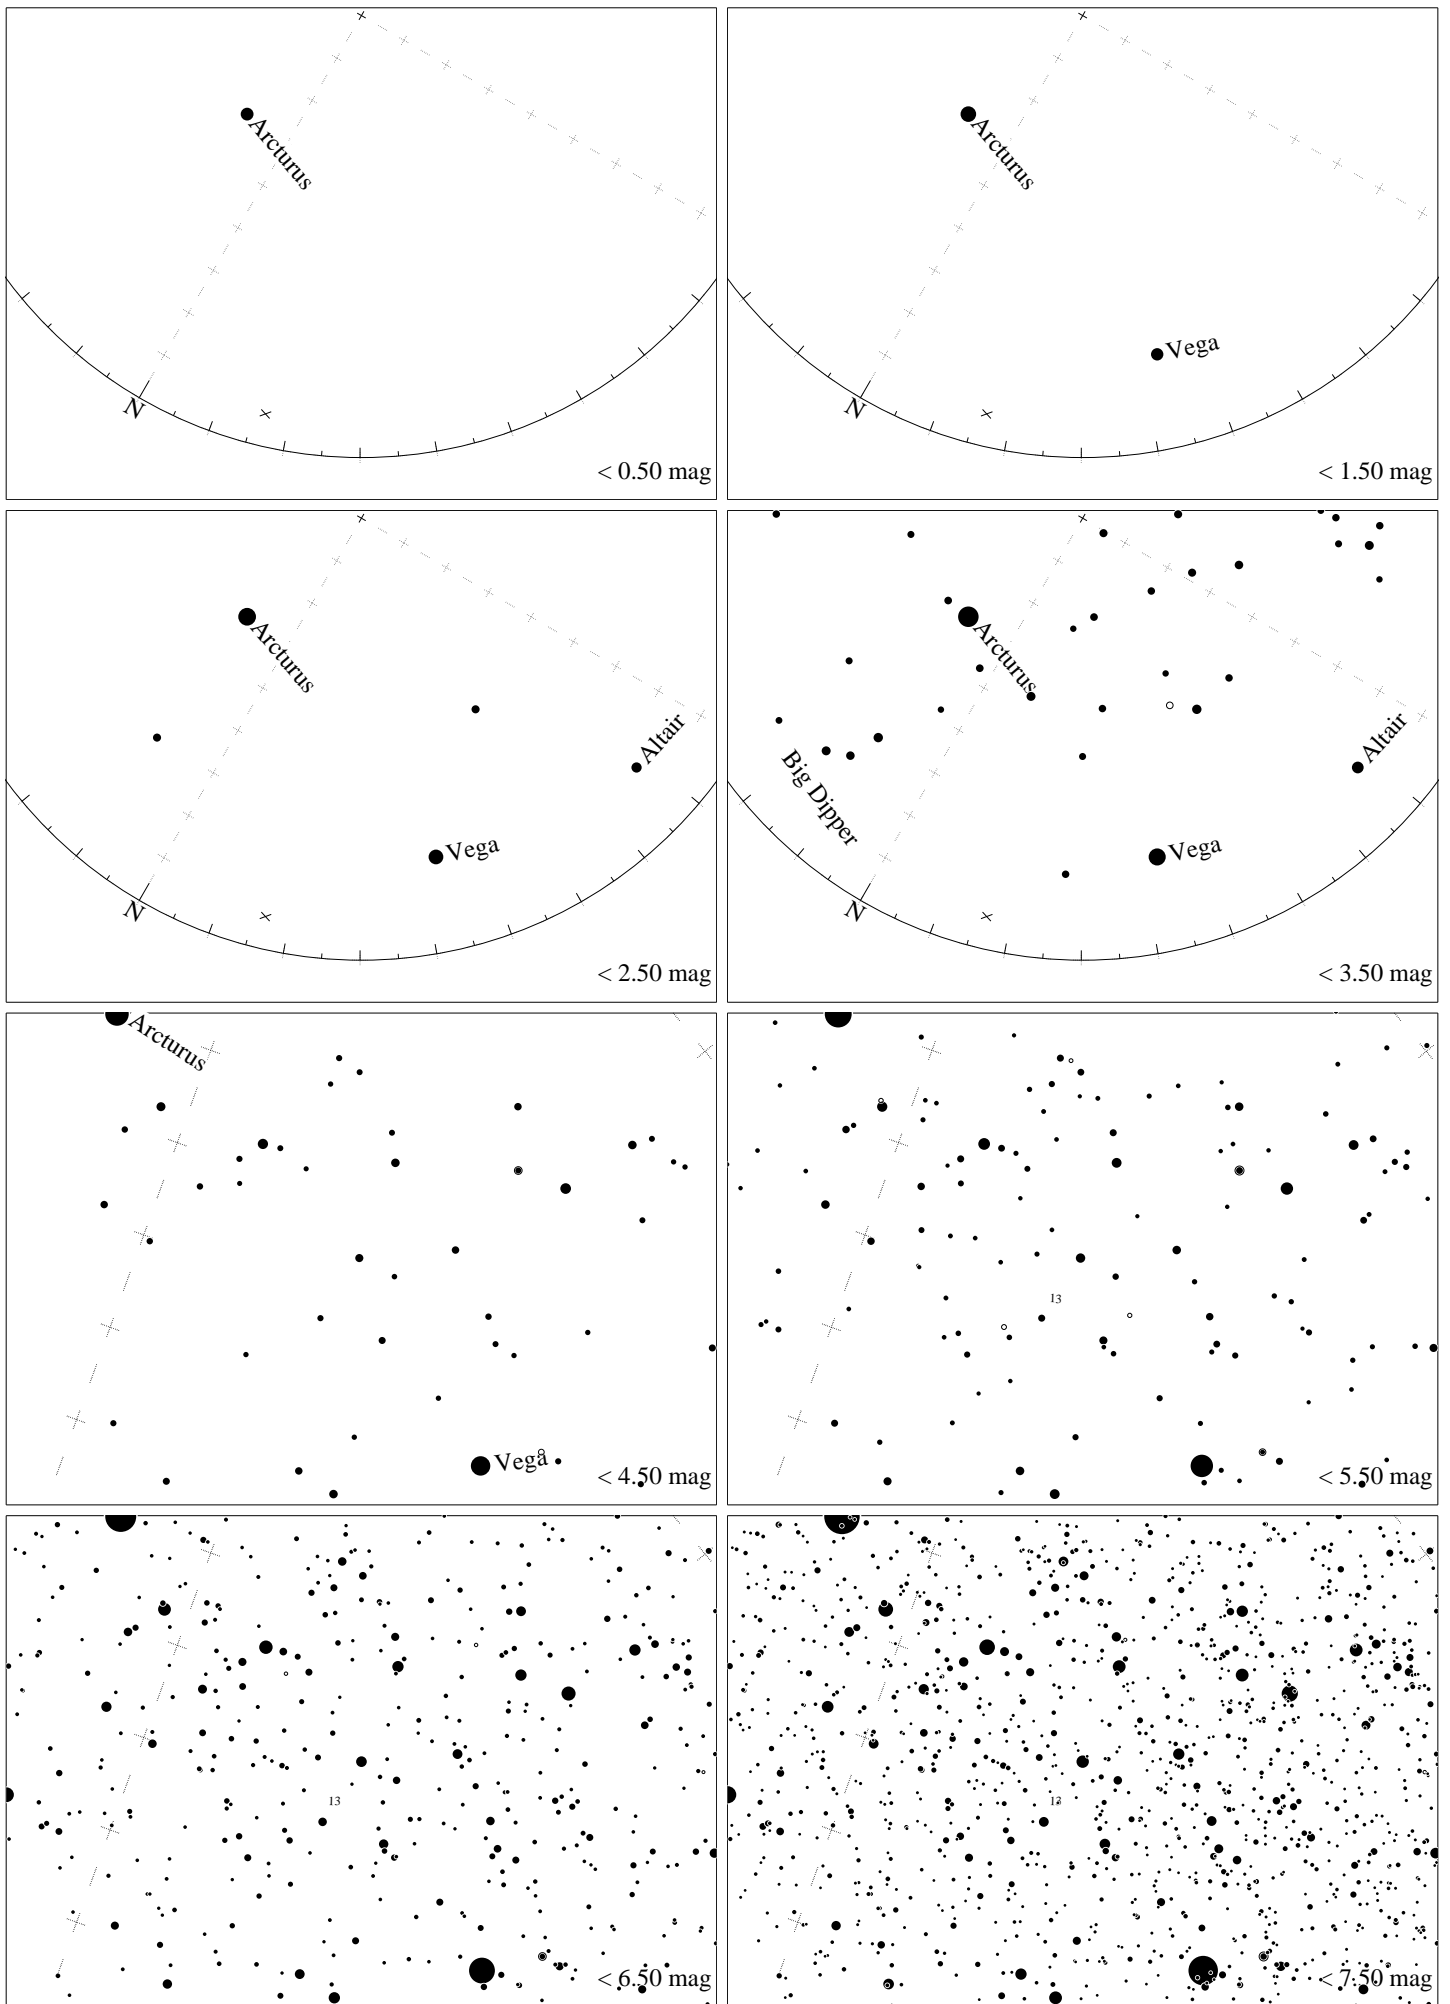 Arcturus
N
< 0.50 mag
Arcturus
Vega
N
< 1.50 mag
Arcturus
Altair
Vega
N
< 2.50 mag
Arcturus
Altair
Big Dipper
Vega
N
< 3.50 mag
Arcturus
Vega
< 4.50 mag
13
< 5.50 mag
13
< 6.50 mag
13
< 7.50 mag